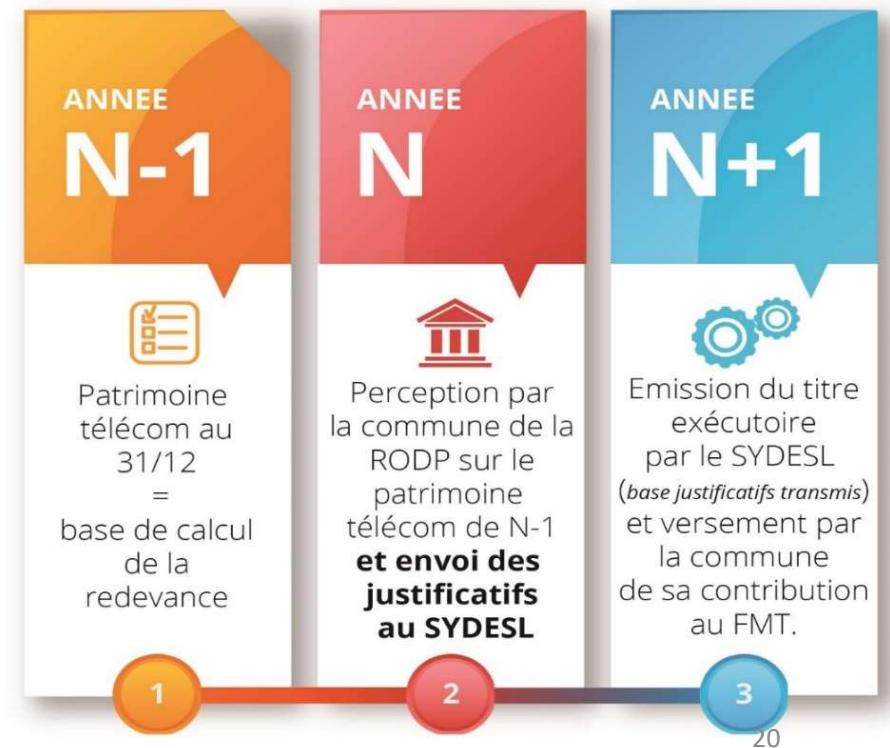 ANNEE
N-1
Patrimoine
télécom au
31/12
=
base de calcul
de la
redevance
1
ANNEE
N
Perception par
la commune de la
RODP sur le
patrimoine
télécom de N-1
et envoi des
justificatifs
au SYDESL
2
ANNEE
N+1
Emission du titre
exécutoire
par le SYDESL
(base justificatifs transmis)
et versement par
la commune
de sa contribution
au FMT.
3
20